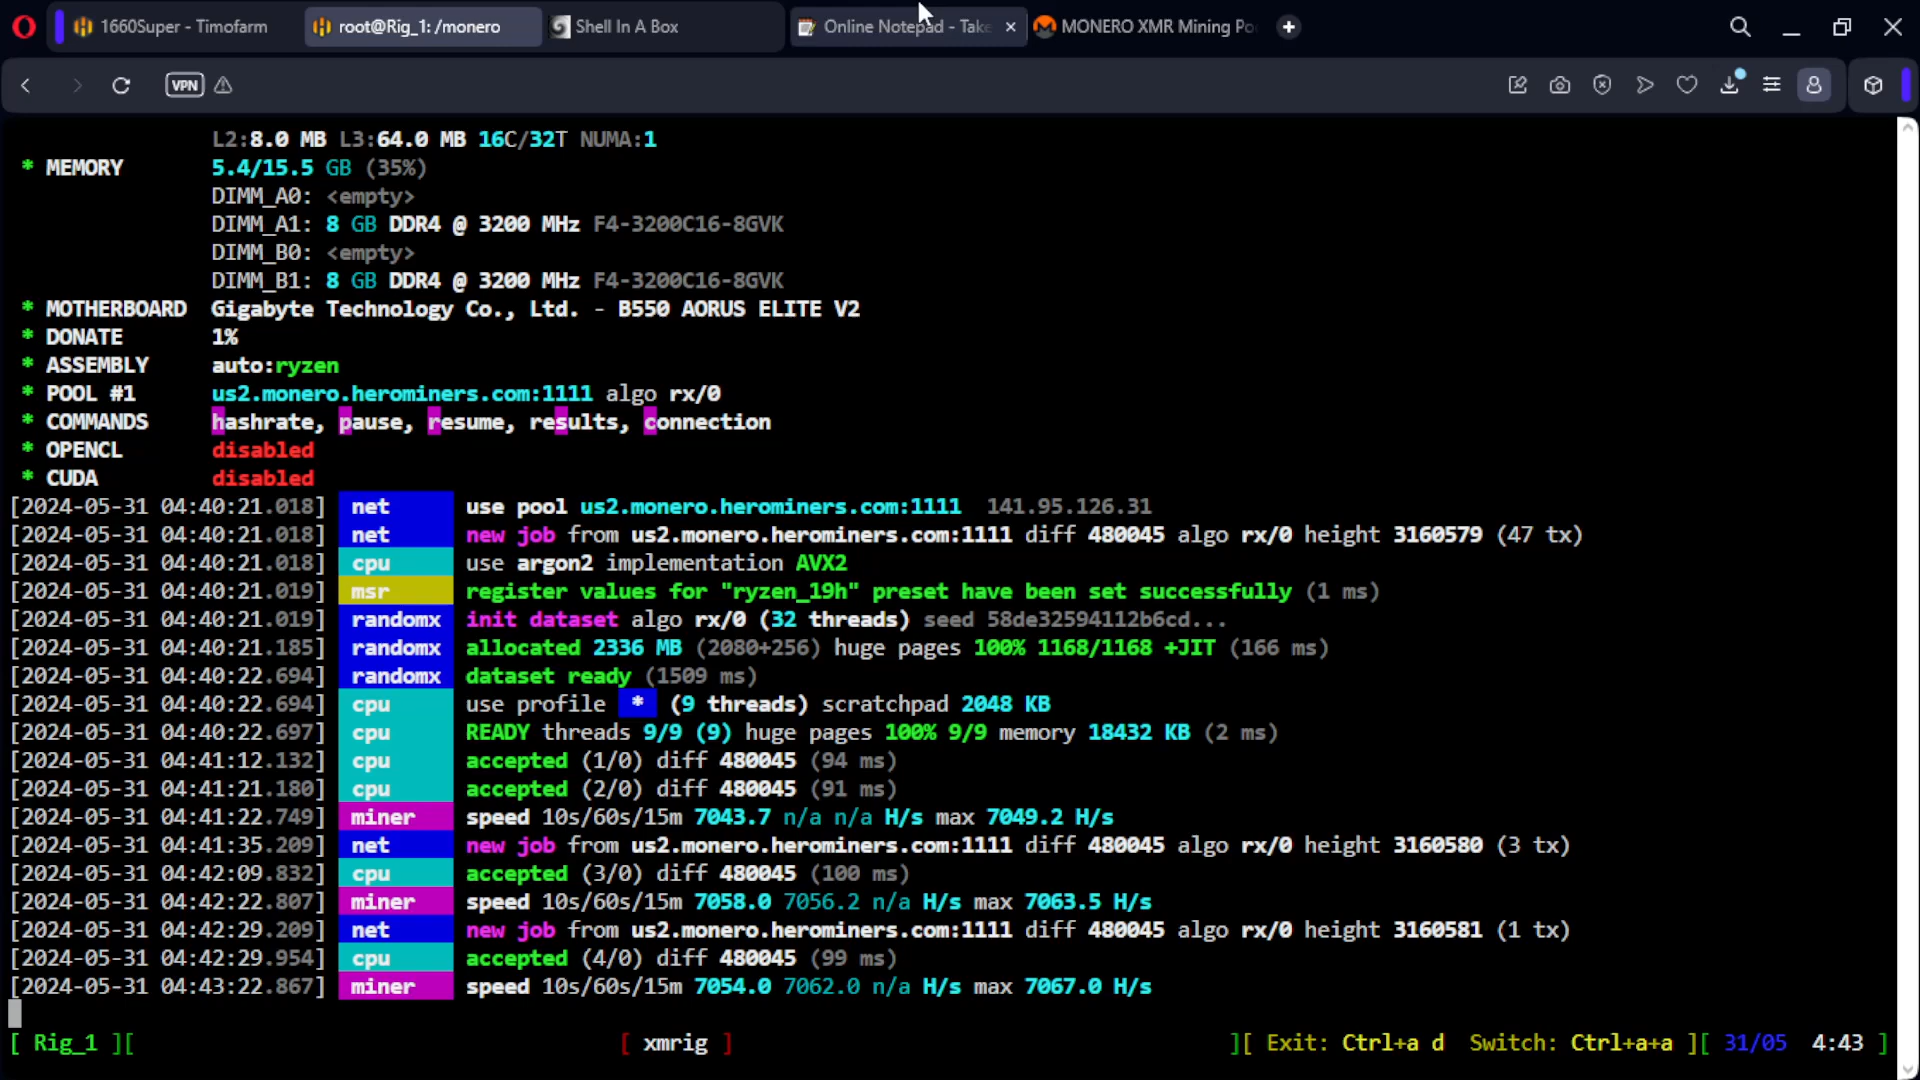 1660Super - Timofarm
root@Rig_1: /monero
Shell In A Box
Online Notepad - Take
MONERO XMR Mining Po
VPN
L2:8.0 MB L3:64.0 MB 16C/32T NUMA:1
* MEMORY 5.4/15.5 GB (35%)
DIMM_A0: <empty>
DIMM_A1: 8 GB DDR4 @ 3200 MHz F4-3200C16-8GVK
DIMM_B0: <empty>
DIMM_B1: 8 GB DDR4 @ 3200 MHz F4-3200C16-8GVK
* MOTHERBOARD Gigabyte Technology Co., Ltd. - B550 AORUS ELITE V2
* DONATE 1%
* ASSEMBLY auto:ryzen
* POOL #1 us2.monero.herominers.com:1111 algo rx/0
* COMMANDS hashrate, pause, resume, results, connection
* OPENCL disabled
* CUDA disabled
[2024-05-31 04:40:21.018] net use pool us2.monero.herominers.com:1111 141.95.126.31
[2024-05-31 04:40:21.018] net new job from us2.monero.herominers.com:1111 diff 480045 algo rx/0 height 3160579 (47 tx)
[2024-05-31 04:40:21.018] cpu use argon2 implementation AVX2
[2024-05-31 04:40:21.019] msr register values for "ryzen_19h" preset have been set successfully (1 ms)
[2024-05-31 04:40:21.019] randomx init dataset algo rx/0 (32 threads) seed 58de32594112b6cd...
[2024-05-31 04:40:21.185] randomx allocated 2336 MB (2080+256) huge pages 100% 1168/1168 +JIT (166 ms)
[2024-05-31 04:40:22.694] randomx dataset ready (1509 ms)
[2024-05-31 04:40:22.694] cpu use profile * (9 threads) scratchpad 2048 KB
[2024-05-31 04:40:22.697] cpu READY threads 9/9 (9) huge pages 100% 9/9 memory 18432 KB (2 ms)
[2024-05-31 04:41:12.132] cpu accepted (1/0) diff 480045 (94 ms)
[2024-05-31 04:41:21.180] cpu accepted (2/0) diff 480045 (91 ms)
[2024-05-31 04:41:22.749] miner speed 10s/60s/15m 7043.7 n/a n/a H/s max 7049.2 H/s
[2024-05-31 04:41:35.209] net new job from us2.monero.herominers.com:1111 diff 480045 algo rx/0 height 3160580 (3 tx)
[2024-05-31 04:42:09.832] cpu accepted (3/0) diff 480045 (100 ms)
[2024-05-31 04:42:22.807] miner speed 10s/60s/15m 7058.0 7056.2 n/a H/s max 7063.5 H/s
[2024-05-31 04:42:29.209] net new job from us2.monero.herominers.com:1111 diff 480045 algo rx/0 height 3160581 (1 tx)
[2024-05-31 04:42:29.954] cpu accepted (4/0) diff 480045 (99 ms)
[2024-05-31 04:43:22.867] miner speed 10s/60s/15m 7054.0 7062.0 n/a H/s max 7067.0 H/s
[ Rig_1 ][ [ xmrig ] ][ Exit: Ctrl+a d Switch: Ctrl+a+a ][ 31/05 4:43 ]